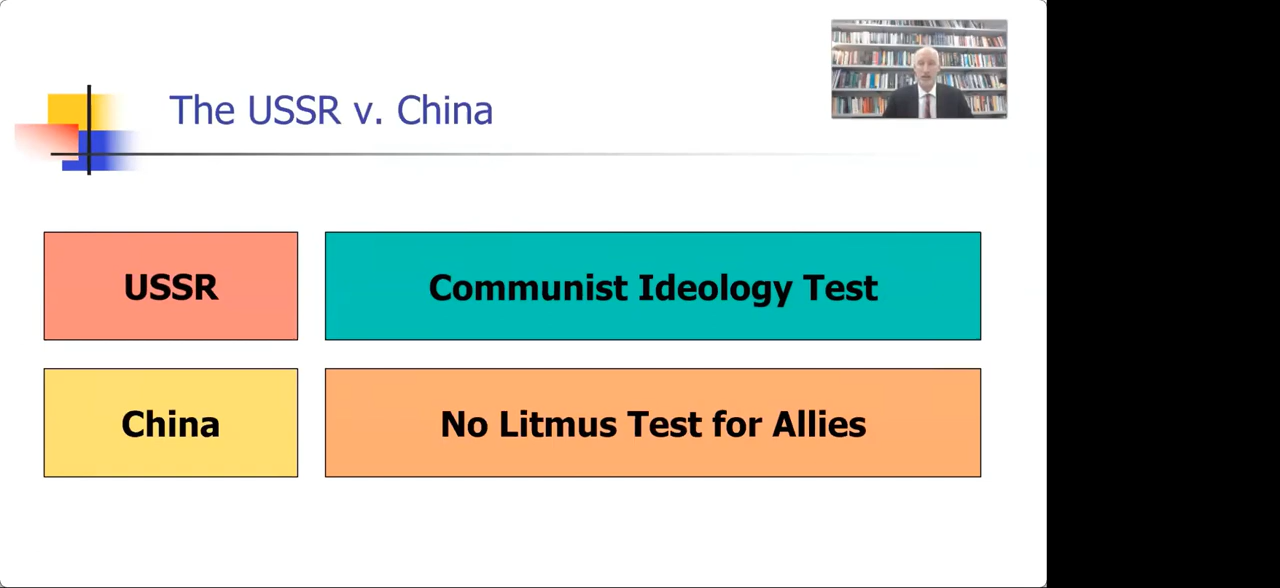 The USSR v. China
USSR
Communist Ideology Test
China
No Litmus Test for Allies